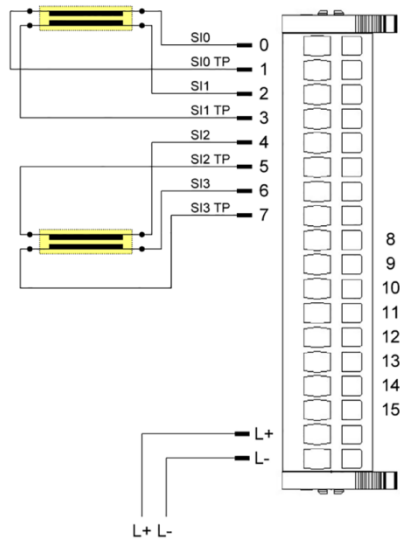 SI0 0
SI0 TP 1
SI1 2
SI1 TP 3
SI2 4
SI2 TP 5
SI3 6
SI3 TP 7
8
9
10
11
12
13
14
15
L+
L-
L+ L-